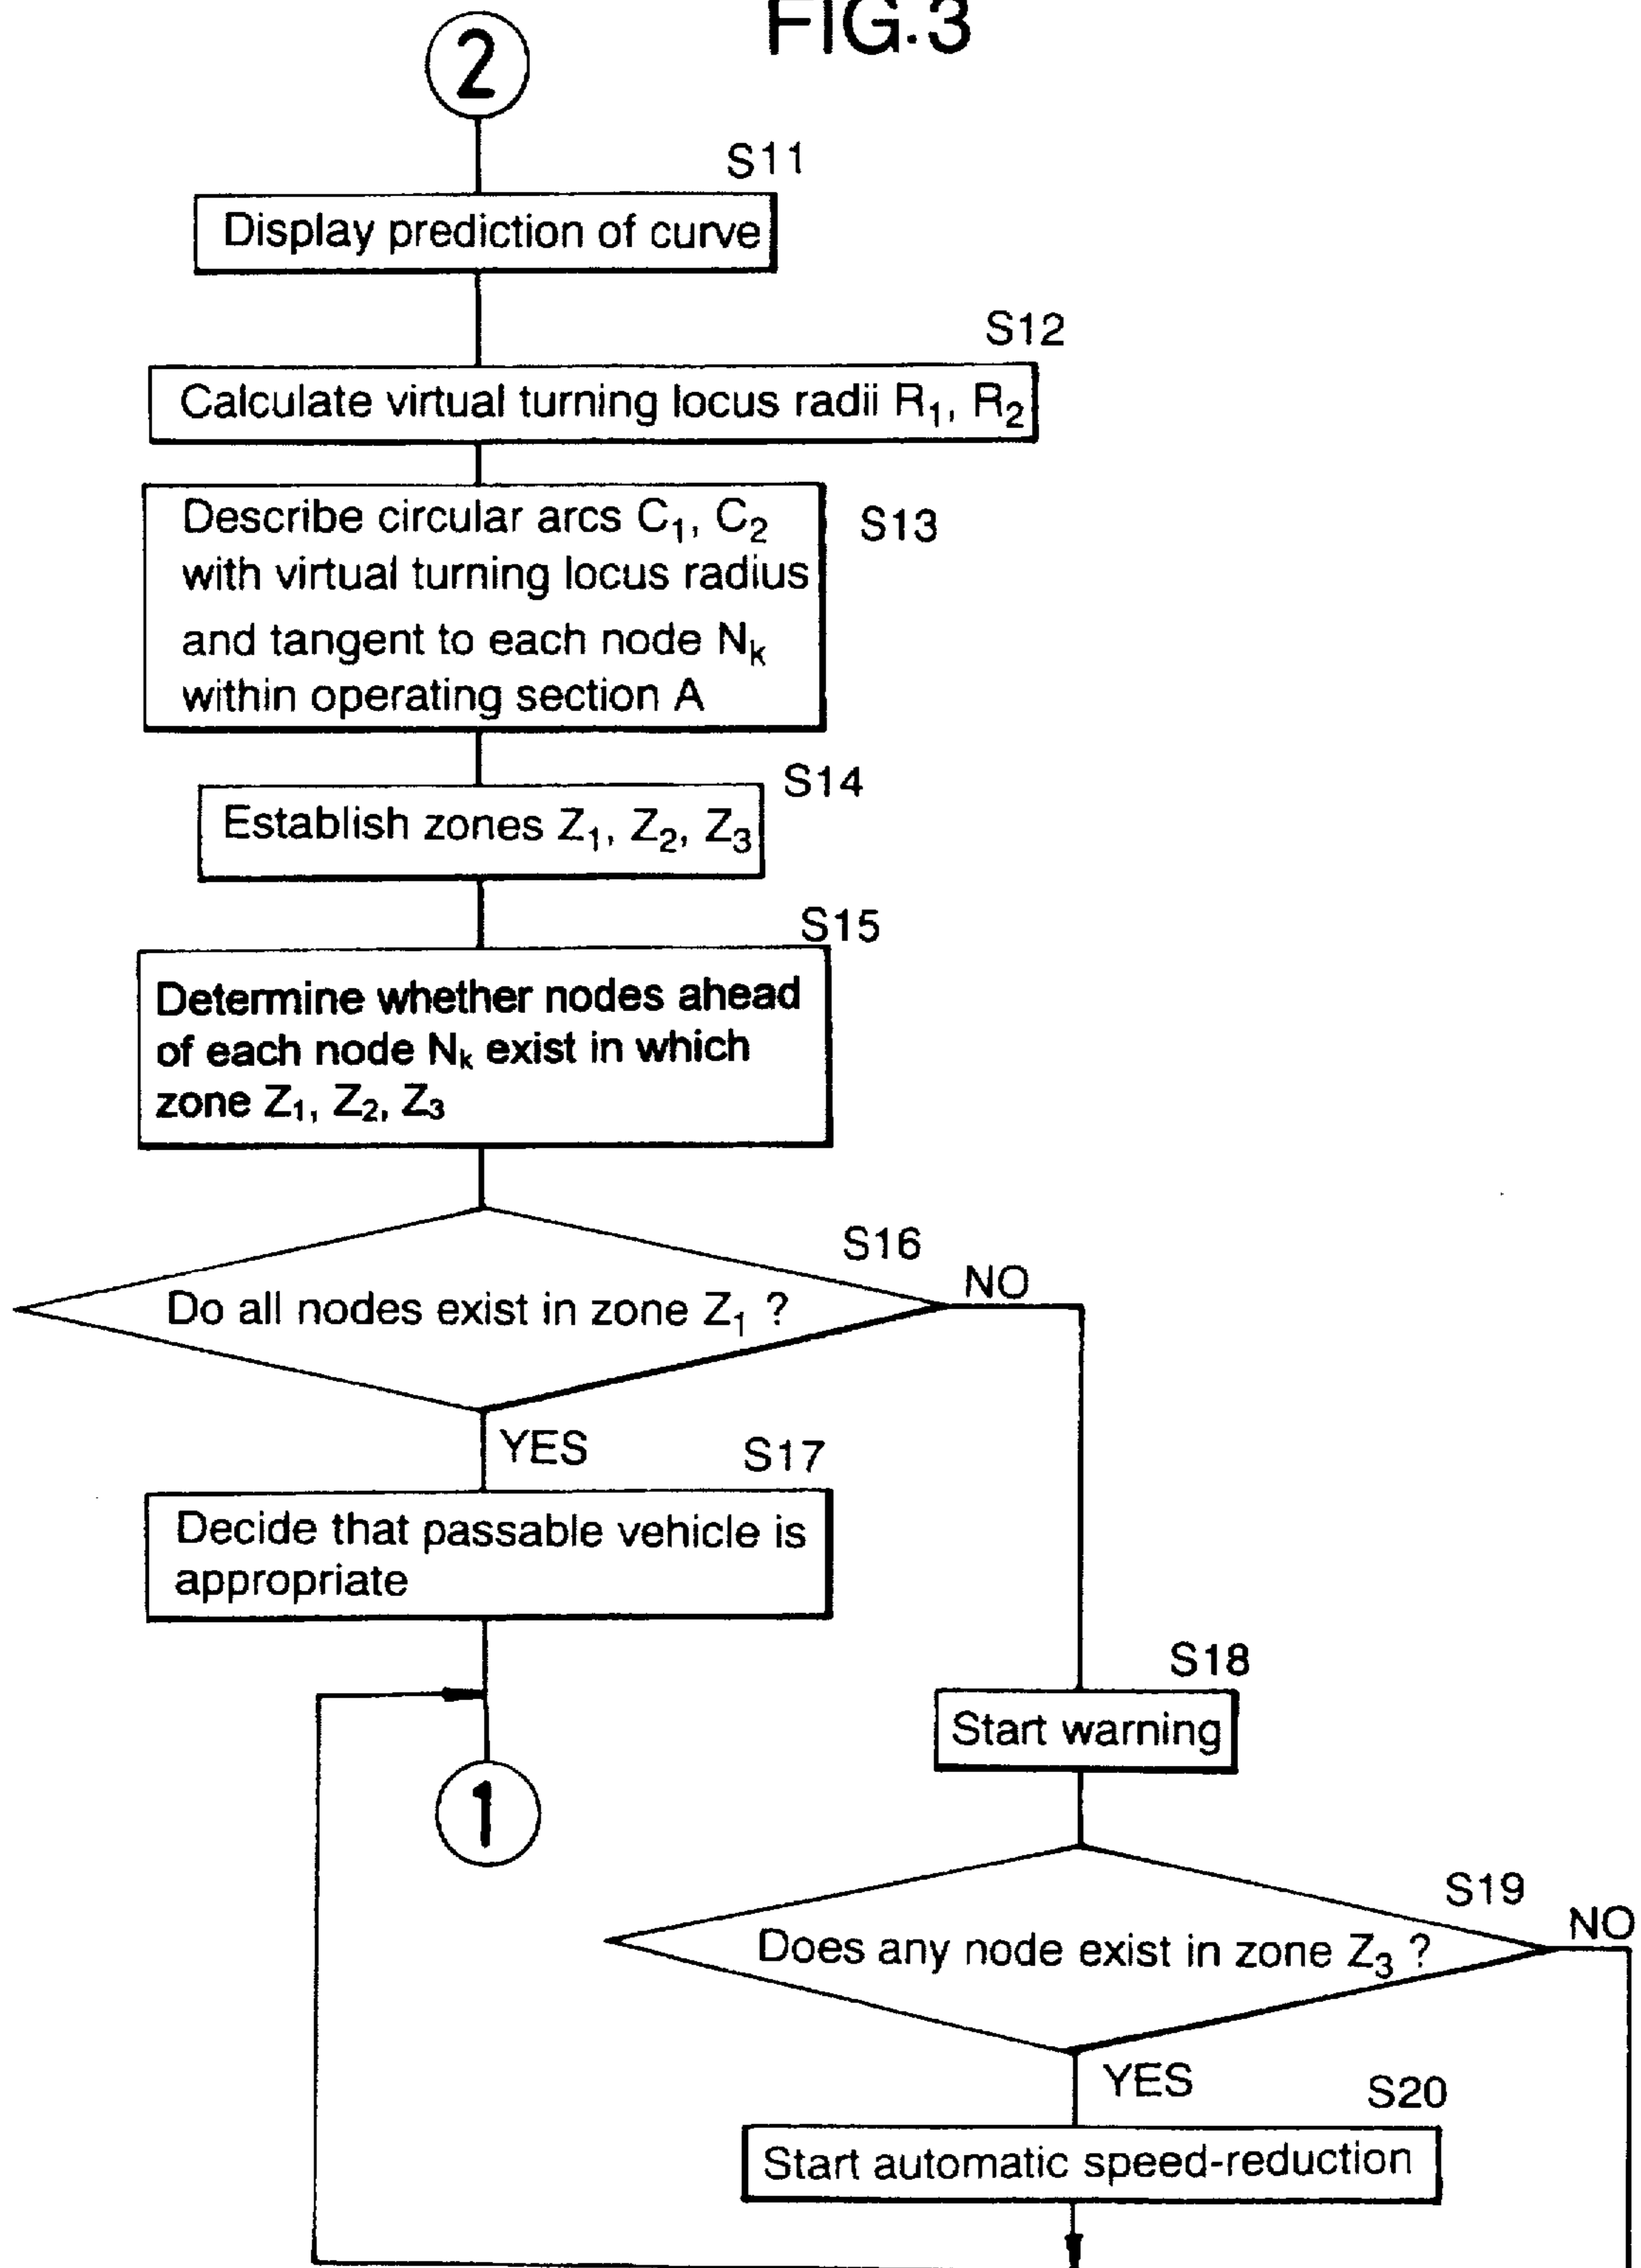 FIG.3
2
S11
Display prediction of curve
S12
Calculate virtual turning locus radii R₁, R₂
Describe circular arcs C₁, C₂
S13
with virtual turning locus radius
and tangent to each node Nₖ
within operating section A
S14
Establish zones Z₁, Z₂, Z₃
S15
Determine whether nodes ahead
of each node Nₖ exist in which
zone Z₁, Z₂, Z₃
S16
NO
Do all nodes exist in zone Z₁ ?
YES
S17
Decide that passable vehicle is
appropriate
S18
Start warning
1
S19
NO
Does any node exist in zone Z₃ ?
YES
S20
Start automatic speed-reduction